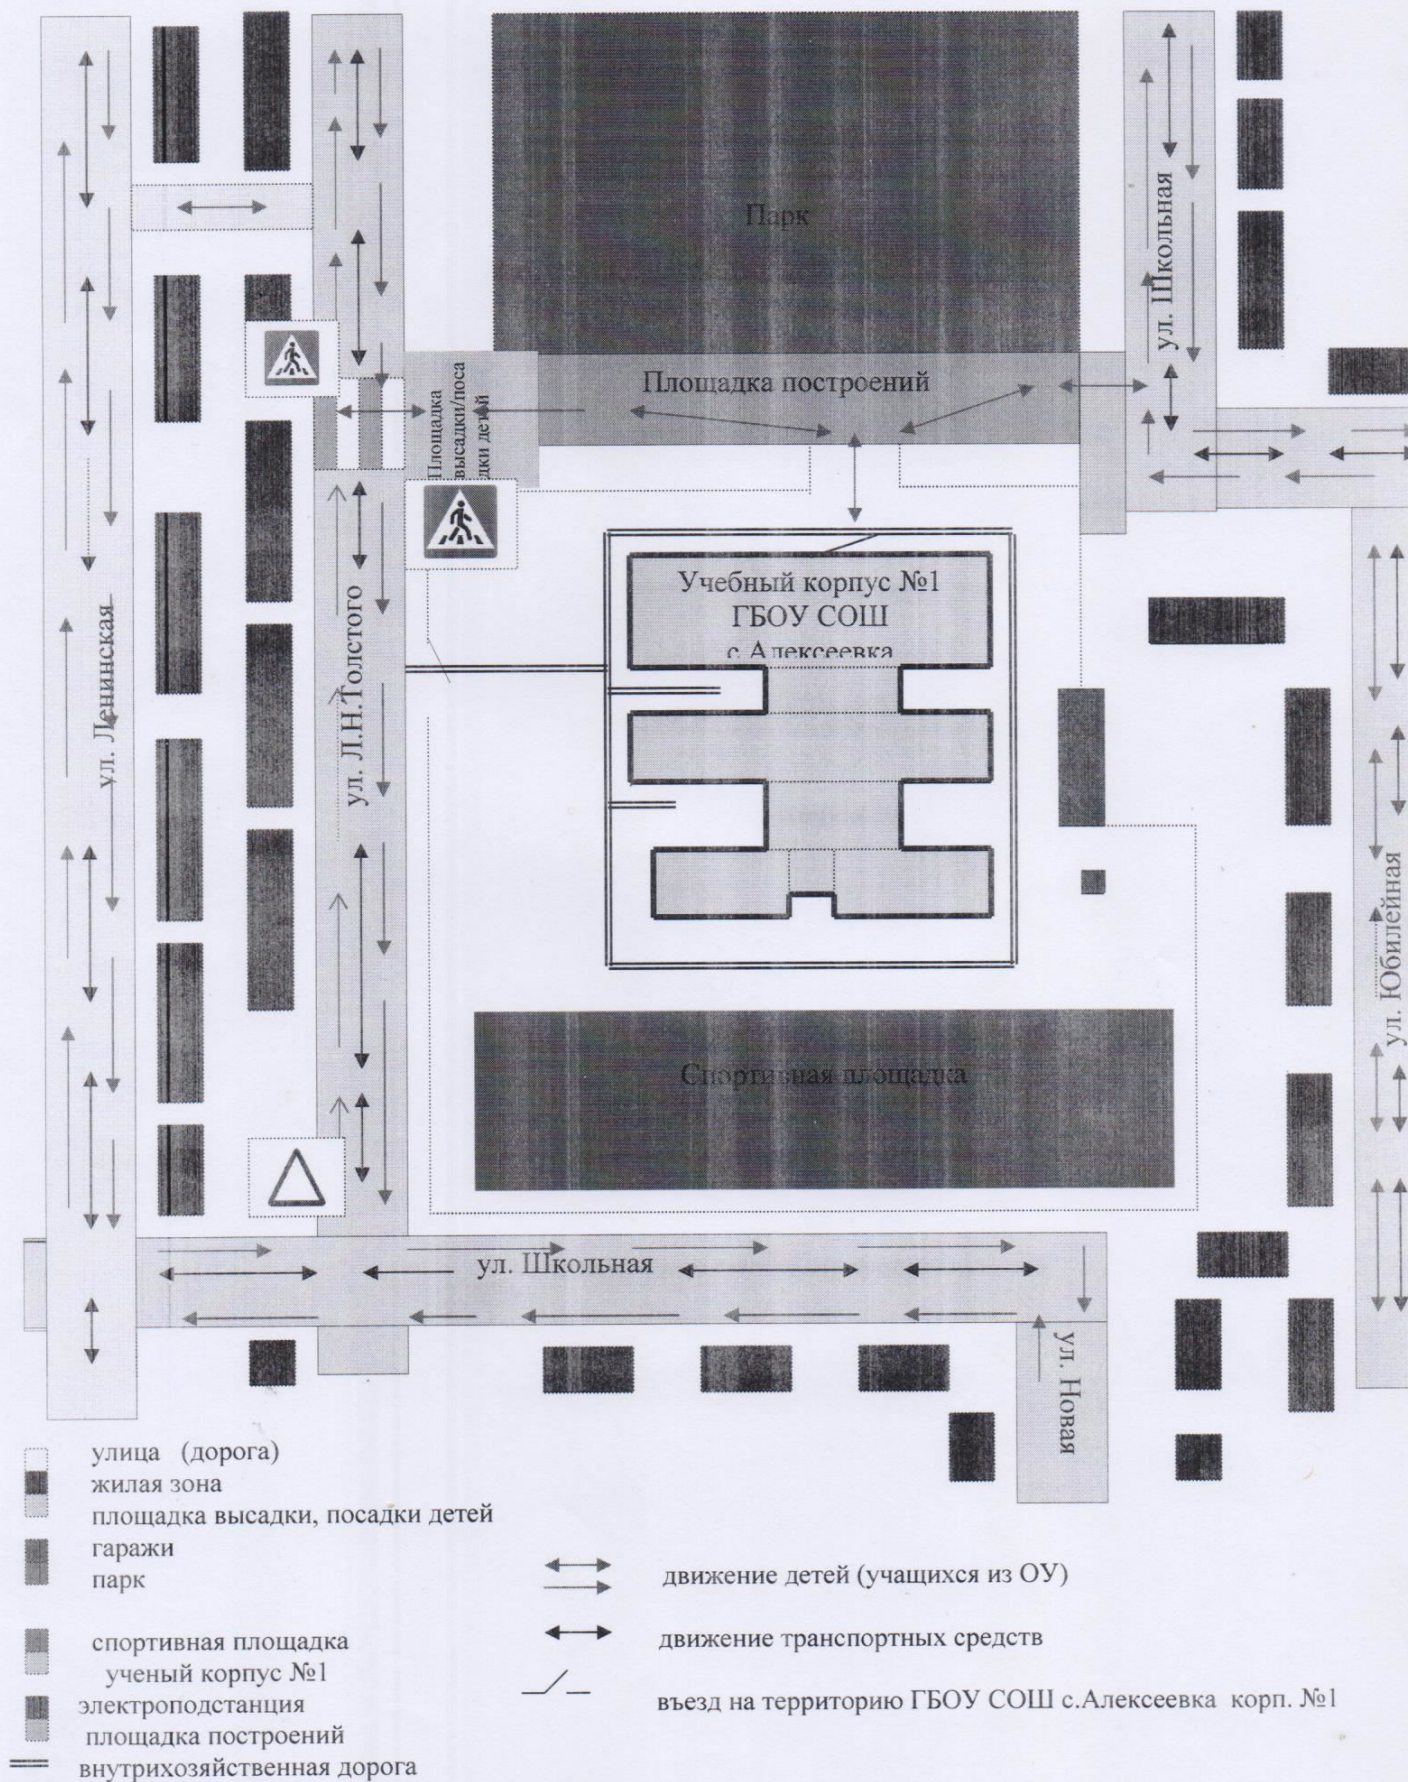 Парк
ул. Школьная
Площадка построений
Площадка
высадки/поса
дки детей
Учебный корпус №1
ГБОУ СОШ
с.Алексеевка
ул. Ленинская
ул. Л.Н.Толстого
ул. Юбилейная
Спортивная площадка
ул. Школьная
ул. Новая
улица (дорога)
жилая зона
площадка высадки, посадки детей
гаражи
парк
спортивная площадка
ученый корпус №1
электроподстанция
площадка построений
внутрихозяйственная дорога
движение детей (учащихся из ОУ)
движение транспортных средств
въезд на территорию ГБОУ СОШ с.Алексеевка корп. №1